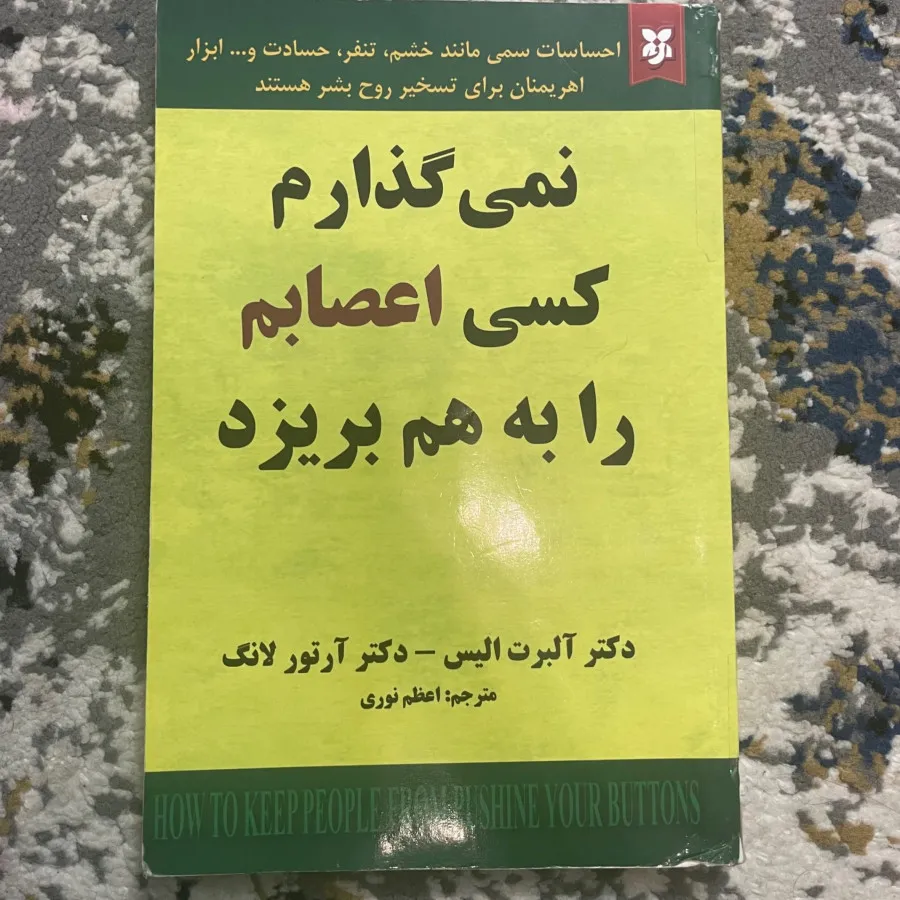 احساسات سمی مانند خشم، تنفر، حسادت و... ابزار
اهریمنان برای تسخیر روح بشر هستند
نمی‌گذارم
کسی اعصابم
را به هم بریزد
دکتر آلبرت الیس - دکتر آرتور لانگ
مترجم: اعظم نوری
HOW TO KEEP PEOPLE FROM PUSHINE YOUR BUTTONS